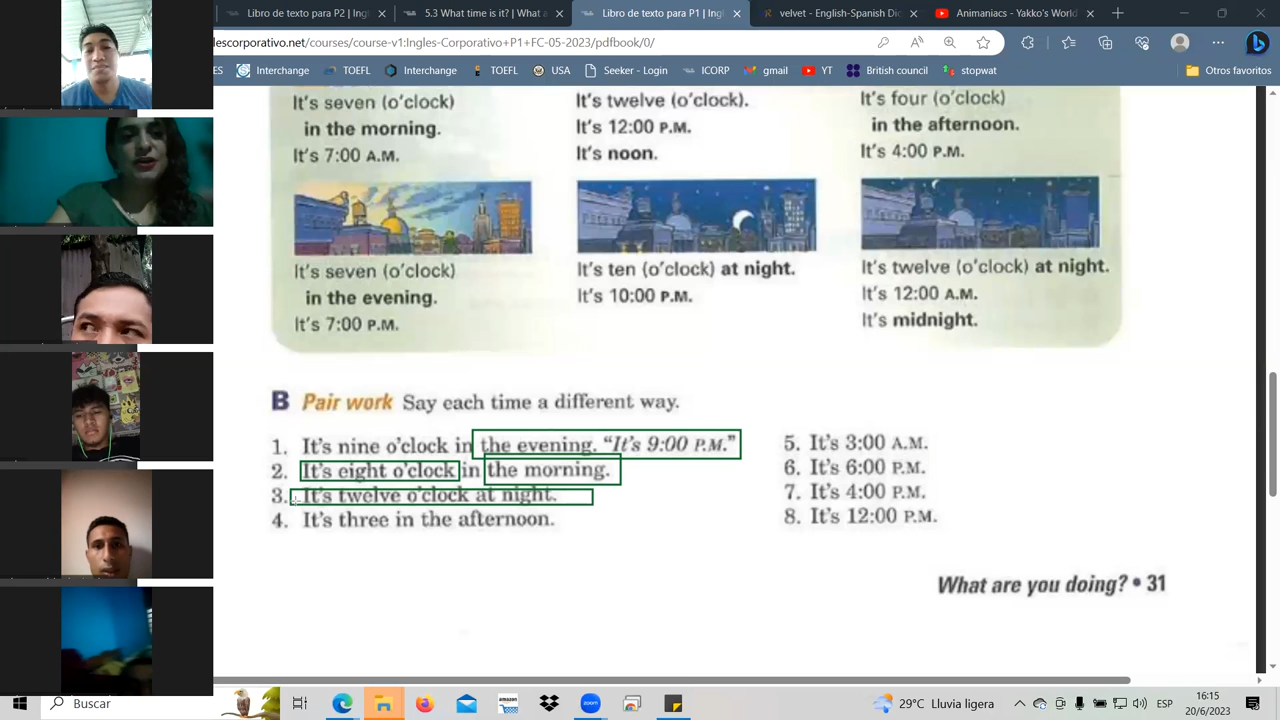 Libro de texto para P2 | Ingl
5.3 What time is it? | What a
Libro de texto para P1 | Ingl
velvet - English Spanish Dic
Animaniacs - Yakko's World
lescorporativo.net/courses/course-v1:Ingles-Corporativo+P1+FC-05-2023/pdfbook/0/
ES Interchange TOEFL Interchange TOEFL USA Seeker - Login ICORP gmail YT British council stopwat Otros favoritos
It's seven (o'clock)
in the morning.
It's 7:00 A.M.
It's twelve (o'clock).
It's 12:00 P.M.
It's noon.
It's four (o'clock)
in the afternoon.
It's 4:00 P.M.
It's seven (o'clock)
in the evening.
It's 7:00 P.M.
It's ten (o'clock) at night.
It's 10:00 P.M.
It's twelve (o'clock) at night.
It's 12:00 A.M.
It's midnight.
B Pair work Say each time a different way.
1. It's nine o'clock in the evening. "It's 9:00 P.M."
2. It's eight o'clock in the morning.
3. It's twelve o'clock at night.
4. It's three in the afternoon.
5. It's 3:00 A.M.
6. It's 6:00 P.M.
7. It's 4:00 P.M.
8. It's 12:00 P.M.
What are you doing? • 31
Buscar
29°C Lluvia ligera
ESP
15:15
20/6/2023